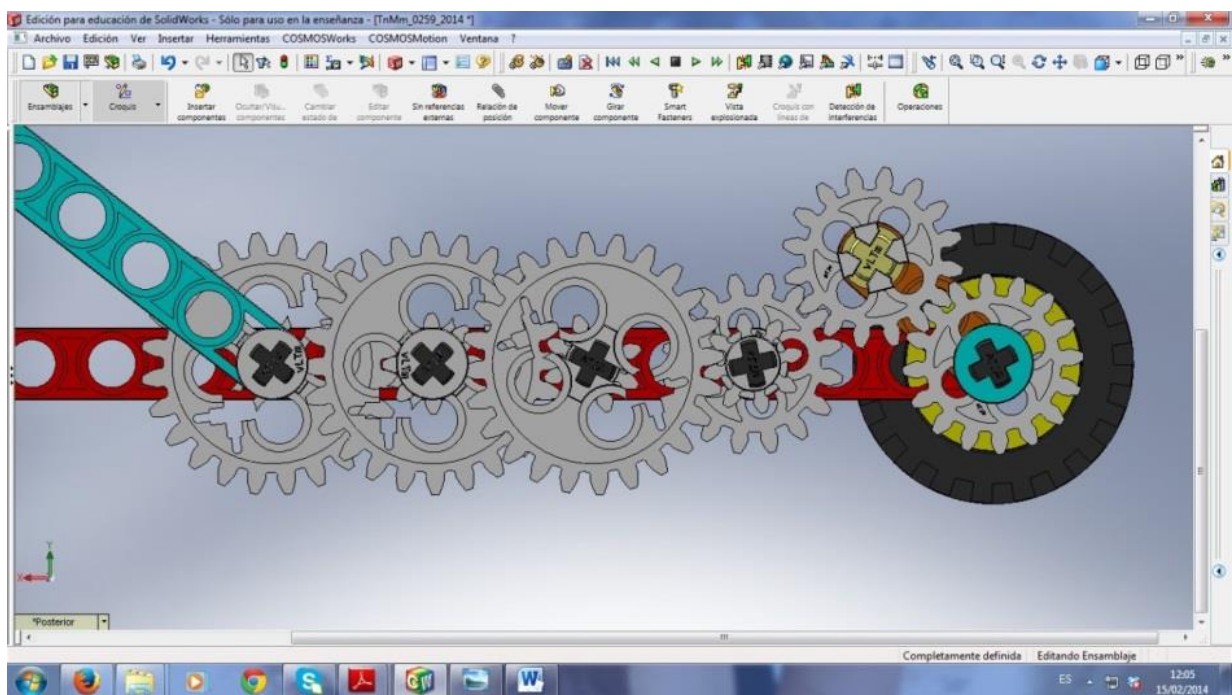 Edición para educación de SolidWorks - Sólo para uso en la enseñanza - [TnMm_0259_2014 *]
Archivo Edición Ver Insertar Herramientas COSMOSWorks COSMOSMotion Ventana ?
Ensamblajes
Croquis
Insertar componentes
Ocultar/Visu... componentes
Cambiar estado de
Editar componente
Sin referencias externas
Relación de posición
Mover componente
Girar componente
Smart Fasteners
Vista explosionada
Croquis con líneas de
Detección de interferencias
Operaciones
VLTB
VLTB
VLTB
Y
X
*Posterior
Completamente definida Editando Ensamblaje
ES 12:05
15/02/2014